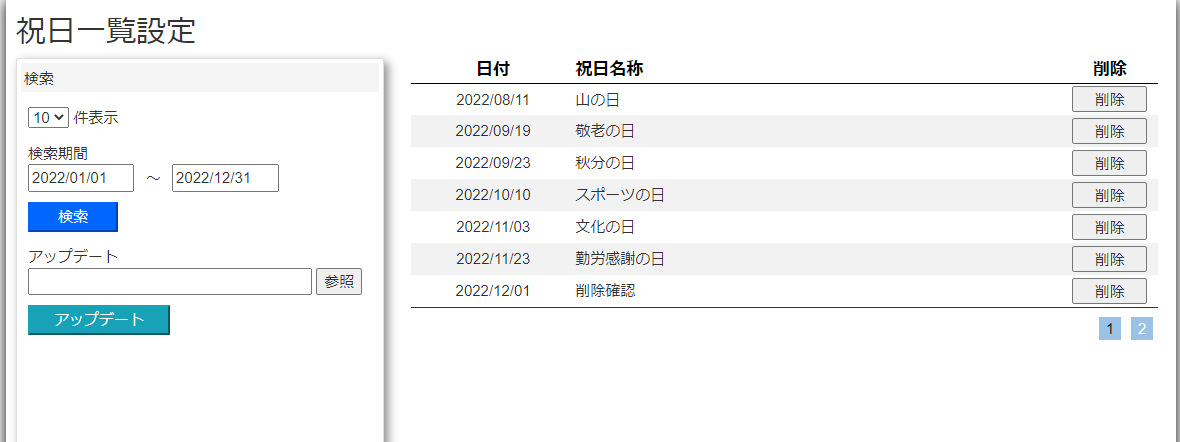 祝日一覧設定
検索
10 件表示
検索期間
2022/01/01 ～ 2022/12/31
検索
アップデート
参照
アップデート
日付 祝日名称 削除
2022/08/11 山の日 削除
2022/09/19 敬老の日 削除
2022/09/23 秋分の日 削除
2022/10/10 スポーツの日 削除
2022/11/03 文化の日 削除
2022/11/23 勤労感謝の日 削除
2022/12/01 削除確認 削除
1 2